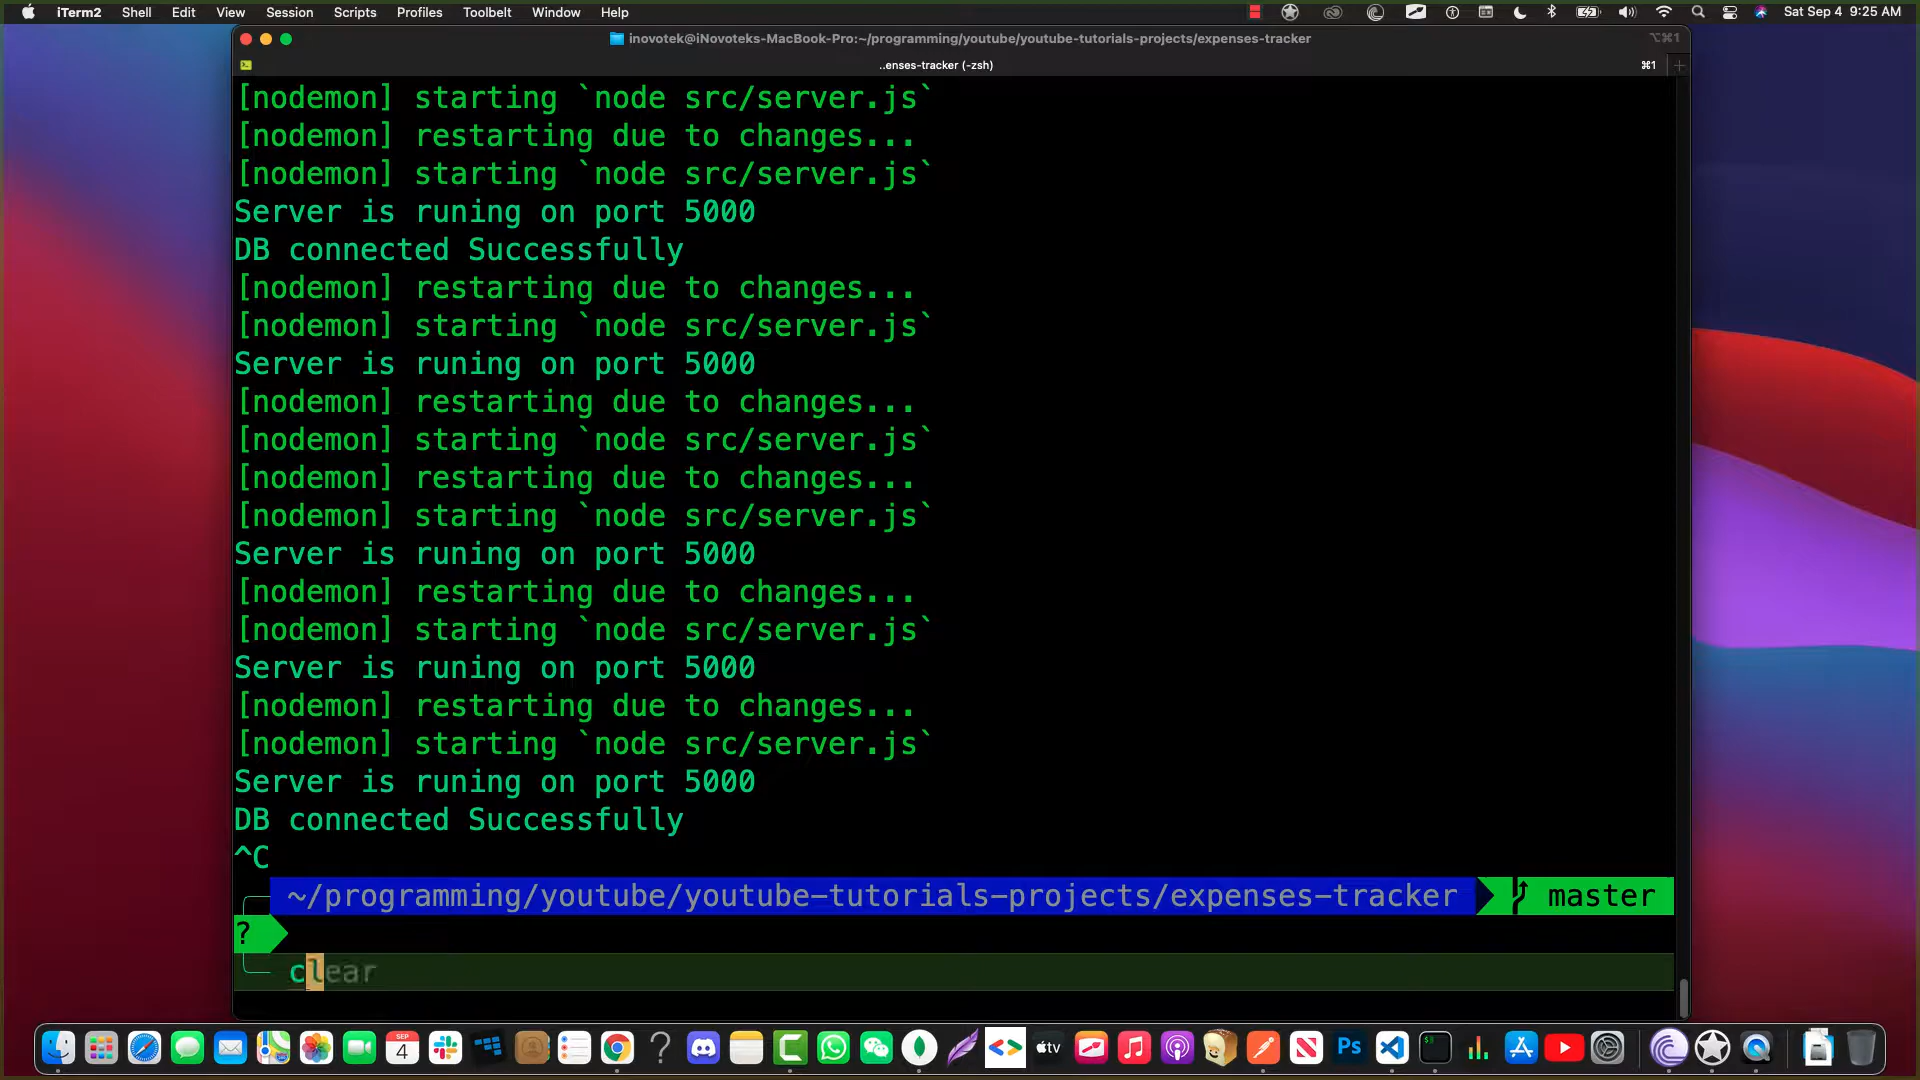 iTerm2 Shell Edit View Session Scripts Profiles Toolbelt Window Help Sat Sep 4 9:25 AM
inovotek@iNovoteks-MacBook-Pro:~/programming/youtube/youtube-tutorials-projects/expenses-tracker ⌥⌘1
..enses-tracker (-zsh) ⌘1
[nodemon] starting `node src/server.js`
[nodemon] restarting due to changes...
[nodemon] starting `node src/server.js`
Server is runing on port 5000
DB connected Successfully
[nodemon] restarting due to changes...
[nodemon] starting `node src/server.js`
Server is runing on port 5000
[nodemon] restarting due to changes...
[nodemon] starting `node src/server.js`
[nodemon] restarting due to changes...
[nodemon] starting `node src/server.js`
Server is runing on port 5000
[nodemon] restarting due to changes...
[nodemon] starting `node src/server.js`
Server is runing on port 5000
[nodemon] restarting due to changes...
[nodemon] starting `node src/server.js`
Server is runing on port 5000
DB connected Successfully
^C
~/programming/youtube/youtube-tutorials-projects/expenses-tracker master
?
clear
SEP
4
tv
Ps